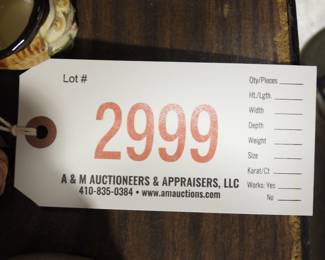 Lot #
2999
A & M AUCTIONEERS & APPRAISERS, LLC
410-835-0384 • www.amauctions.com
Qty/Pieces
Ht./Lgth.
Width
Depth
Weight
Size
Karat/Ct.
Works: Yes
No